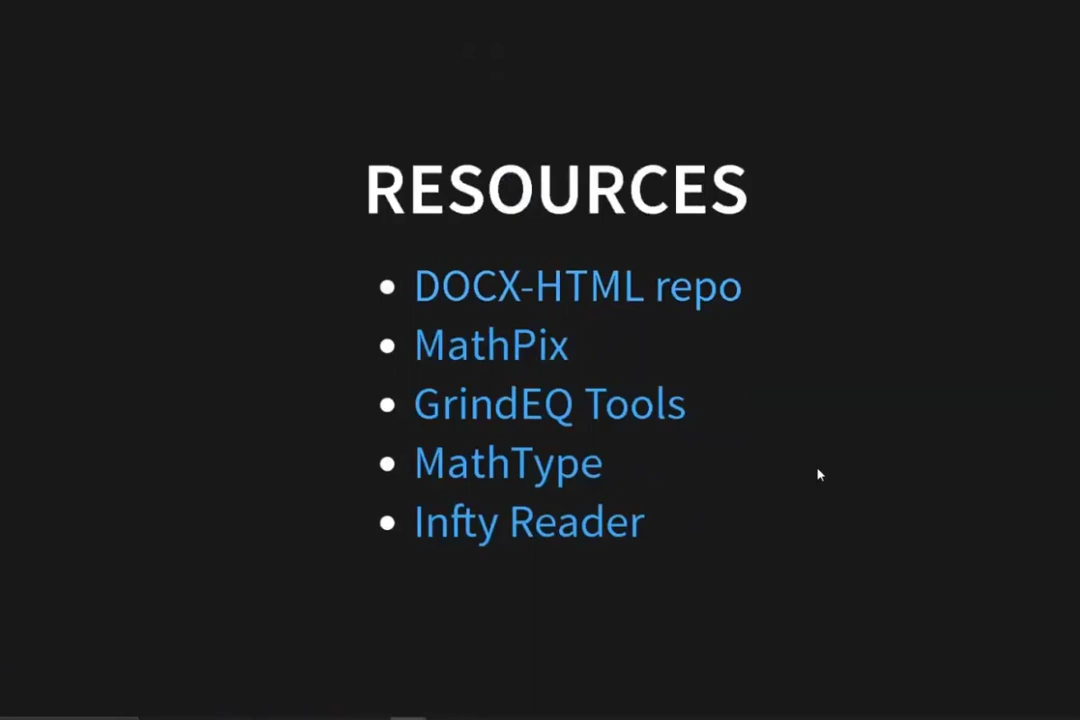 RESOURCES
DOCX-HTML repo
MathPix
GrindEQ Tools
MathType
Infty Reader